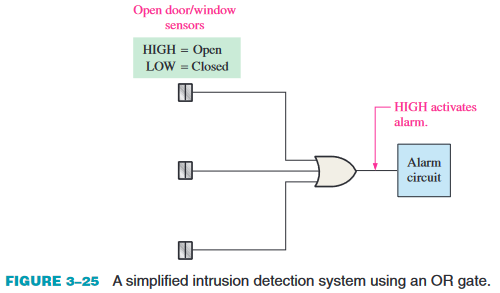 Open door/window
sensors
HIGH = Open
LOW = Closed
HIGH activates
alarm.
Alarm
circuit
FIGURE 3–25 A simplified intrusion detection system using an OR gate.